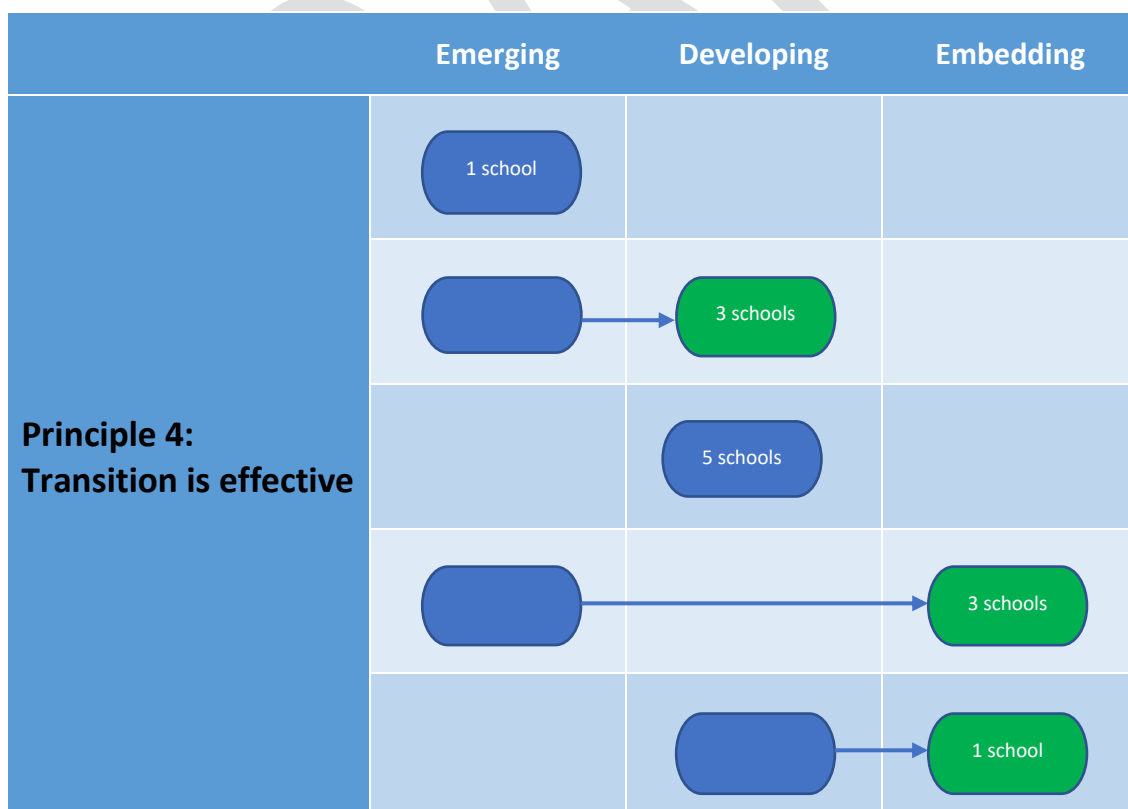 Emerging Developing Embedding
1 school
3 schools
Principle 4:
Transition is effective
5 schools
3 schools
1 school